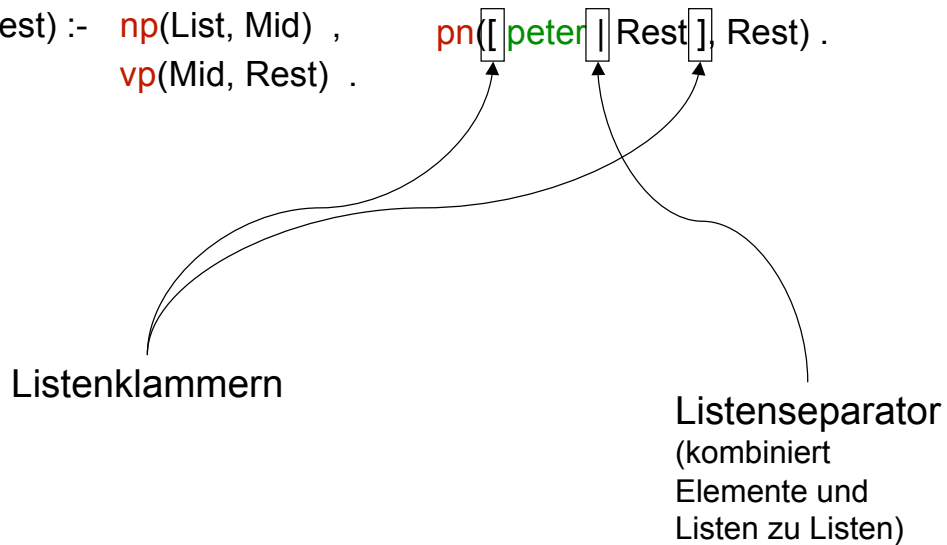 est) :- np(List, Mid) , pn([ peter | Rest ], Rest) .
vp(Mid, Rest) .
Listenklammern
Listenseparator
(kombiniert
Elemente und
Listen zu Listen)